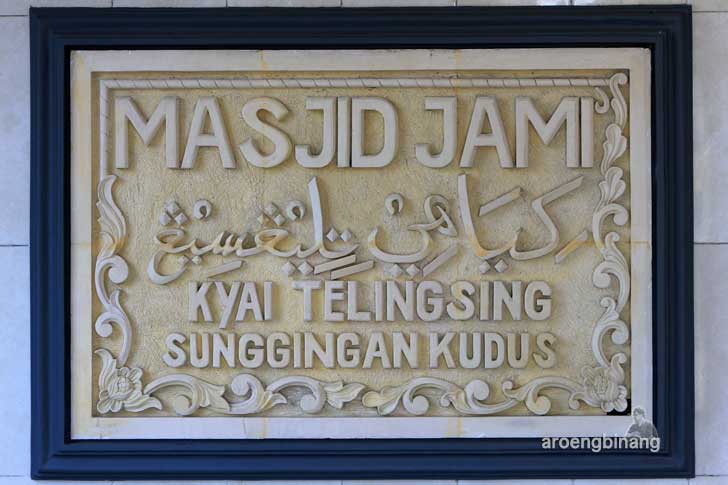 MASJID JAMI
كياهي تليڠسيڠ
KYAI TELINGSING
SUNGGINGAN KUDUS
aroengbinang